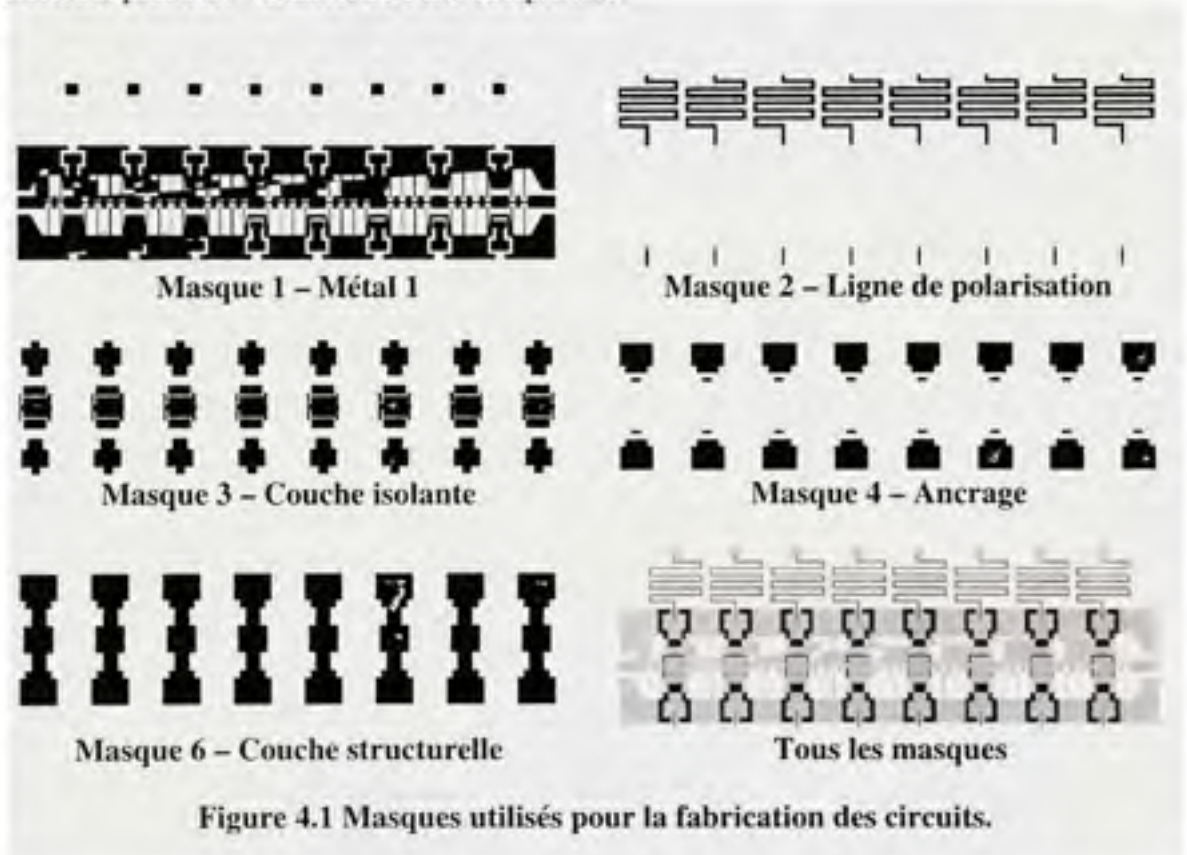 Masque 1 – Métal 1
Masque 2 – Ligne de polarisation
Masque 3 – Couche isolante
Masque 4 – Ancrage
Masque 6 – Couche structurelle
Tous les masques
Figure 4.1 Masques utilisés pour la fabrication des circuits.